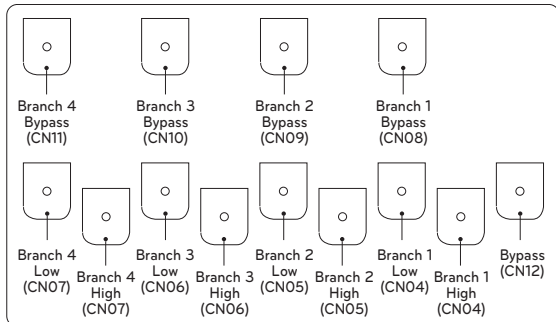 Branch 4
Bypass
(CN11)
Branch 3
Bypass
(CN10)
Branch 2
Bypass
(CN09)
Branch 1
Bypass
(CN08)
Branch 4
Low
(CN07)
Branch 4
High
(CN07)
Branch 3
Low
(CN06)
Branch 3
High
(CN06)
Branch 2
Low
(CN05)
Branch 2
High
(CN05)
Branch 1
Low
(CN04)
Branch 1
High
(CN04)
Bypass
(CN12)